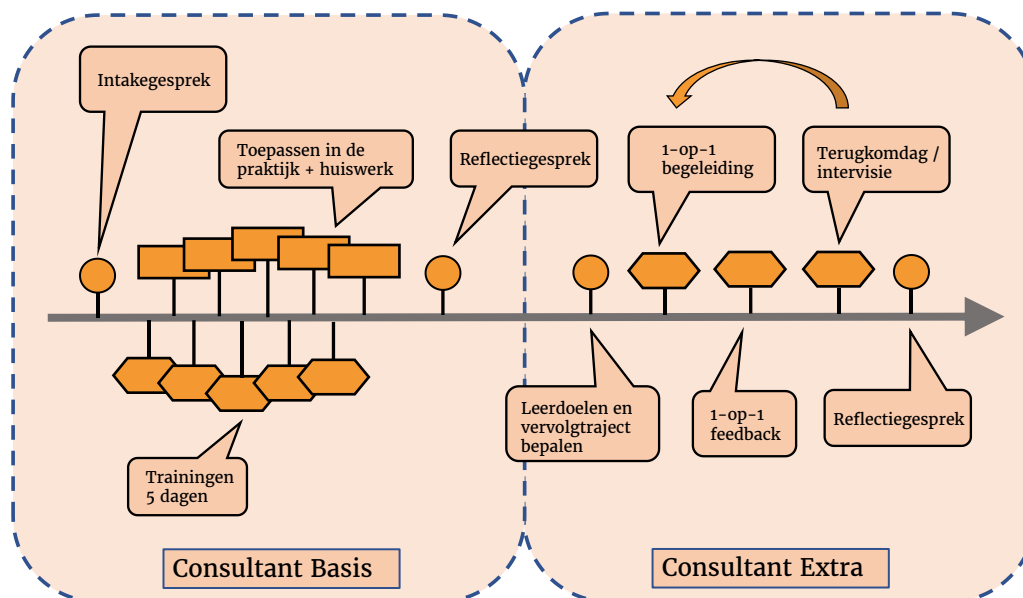 Intakegesprek
Toepassen in de
praktijk + huiswerk
Reflectiegesprek
1-op-1
begeleiding
Terugkomdag /
intervisie
Trainingen
5 dagen
Leerdoelen en
vervolgtraject
bepalen
1-op-1
feedback
Reflectiegesprek
Consultant Basis
Consultant Extra